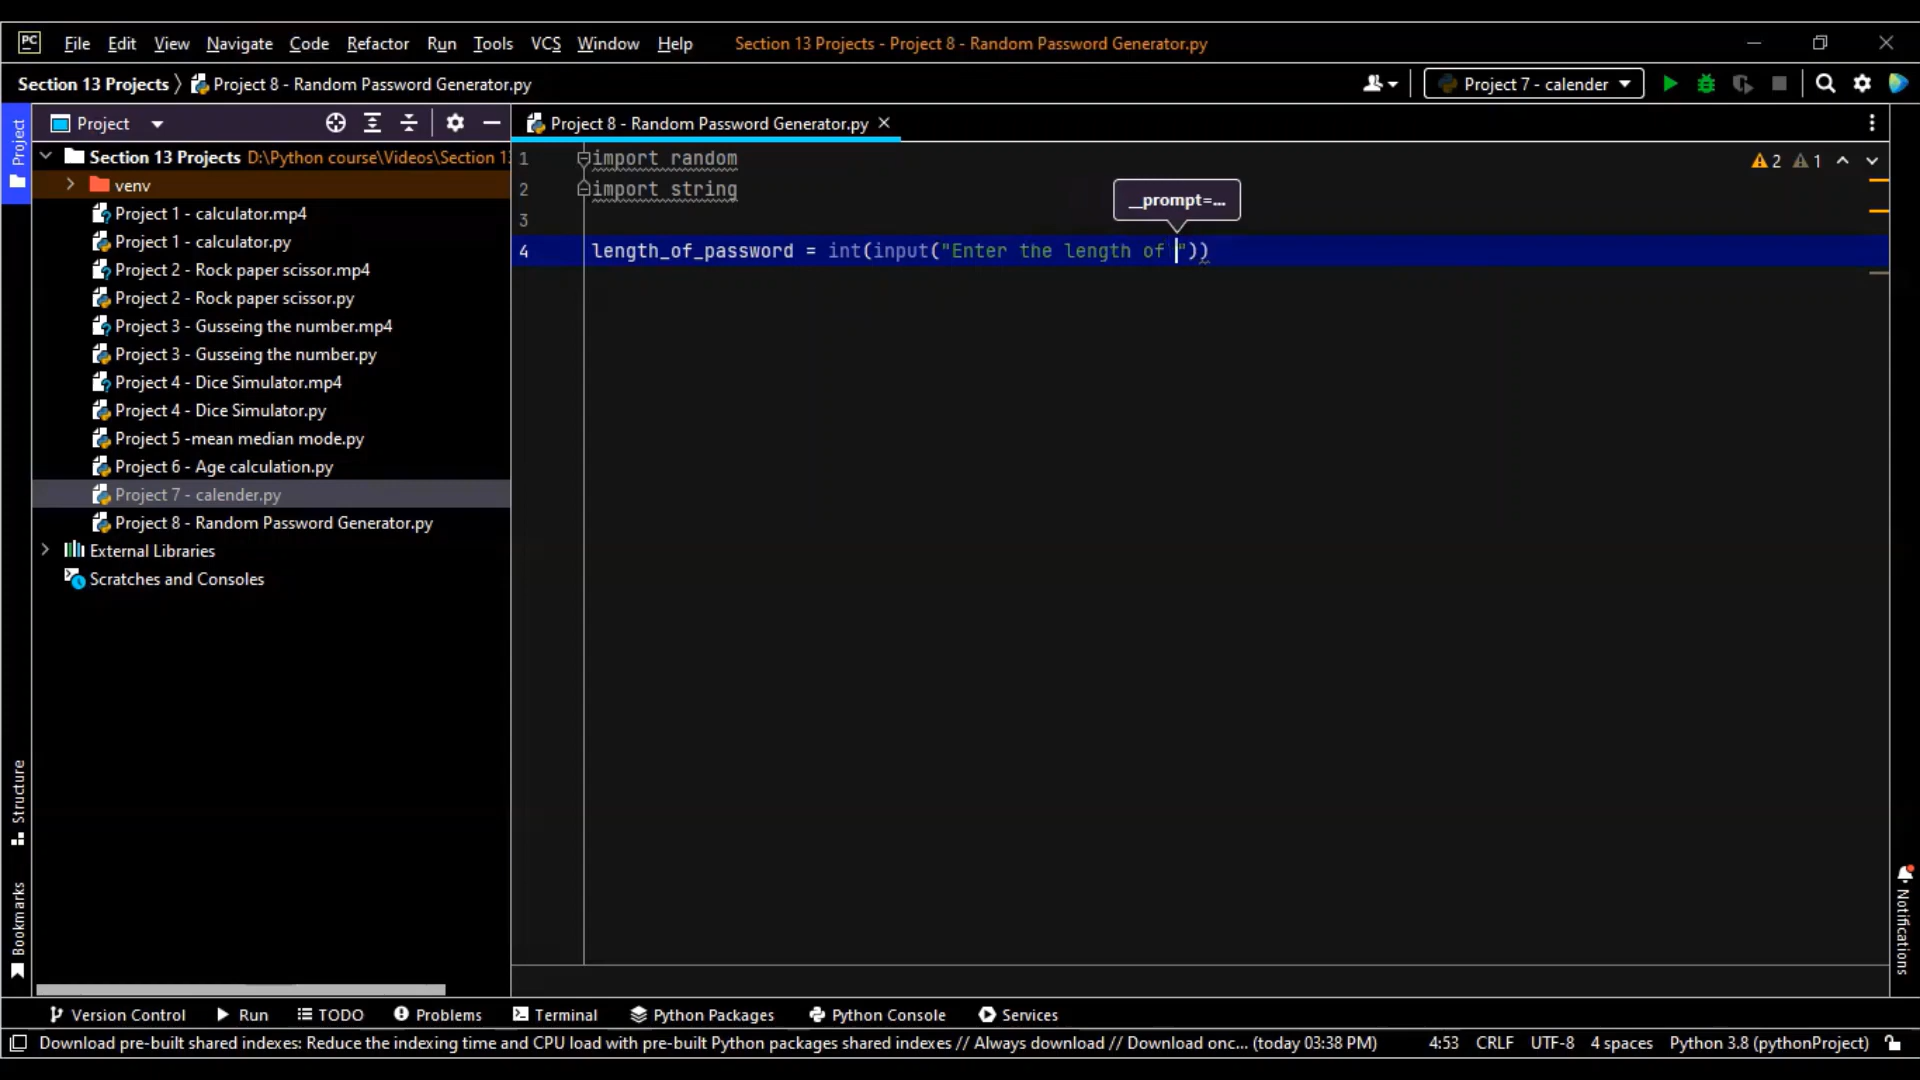 PC File Edit View Navigate Code Refactor Run Tools VCS Window Help Section 13 Projects - Project 8 - Random Password Generator.py
Section 13 Projects Project 8 - Random Password Generator.py Project 7 - calender
Project
Project
Project 8 - Random Password Generator.py
Section 13 Projects D:\Python course\Videos\Section 1
venv
Project 1 - calculator.mp4
Project 1 - calculator.py
Project 2 - Rock paper scissor.mp4
Project 2 - Rock paper scissor.py
Project 3 - Gusseing the number.mp4
Project 3 - Gusseing the number.py
Project 4 - Dice Simulator.mp4
Project 4 - Dice Simulator.py
Project 5 -mean median mode.py
Project 6 - Age calculation.py
Project 7 - calender.py
Project 8 - Random Password Generator.py
External Libraries
Scratches and Consoles
1 import random
2 import string
3
__prompt=...
4 length_of_password = int(input("Enter the length of "))
2 1
Structure
Bookmarks
Notifications
Version Control Run TODO Problems Terminal Python Packages Python Console Services
Download pre-built shared indexes: Reduce the indexing time and CPU load with pre-built Python packages shared indexes // Always download // Download onc... (today 03:38 PM) 4:53 CRLF UTF-8 4 spaces Python 3.8 (pythonProject)